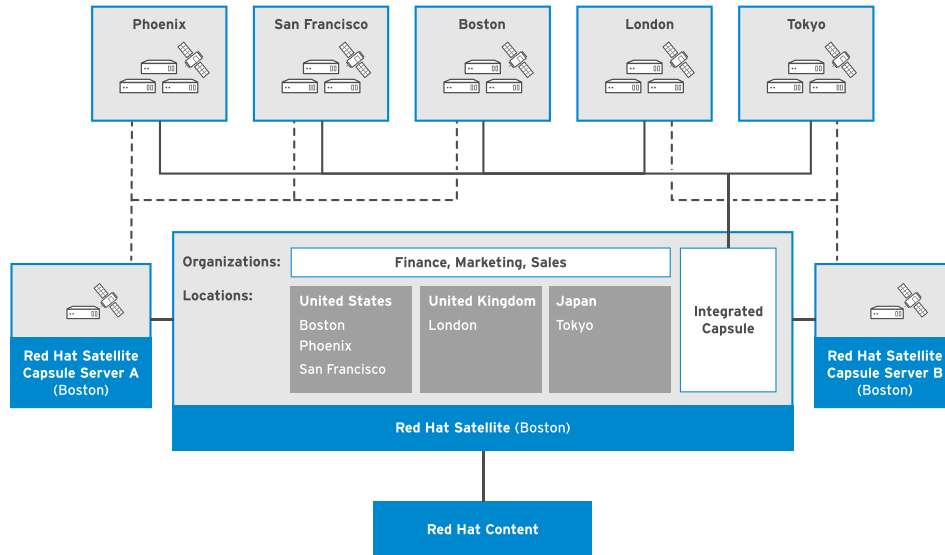 Phoenix
San Francisco
Boston
London
Tokyo
Organizations:
Finance, Marketing, Sales
Locations:
United States
Boston
Phoenix
San Francisco
United Kingdom
London
Japan
Tokyo
Integrated
Capsule
Red Hat Satellite
Capsule Server A
(Boston)
Red Hat Satellite
Capsule Server B
(Boston)
Red Hat Satellite (Boston)
Red Hat Content